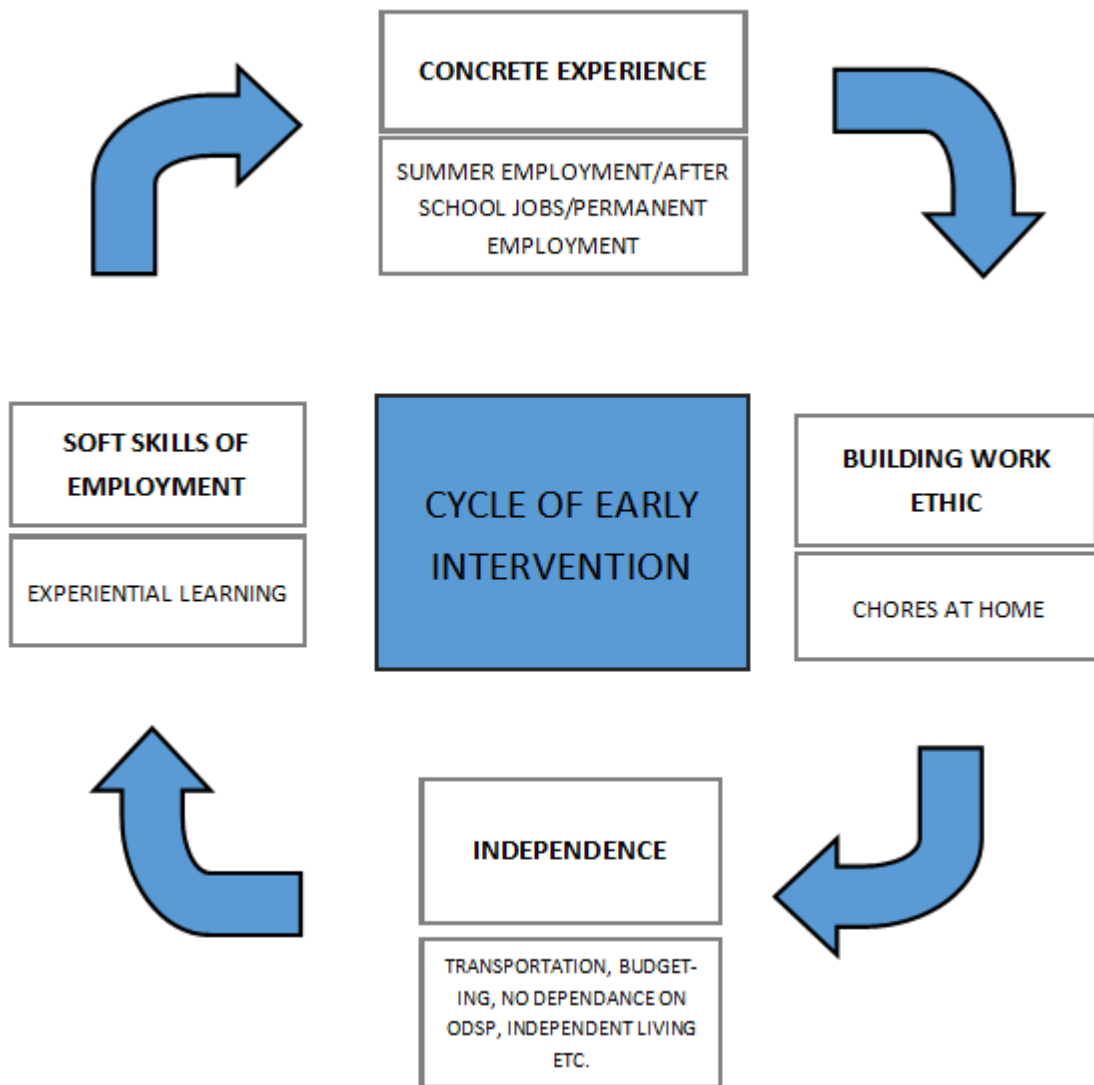 CONCRETE EXPERIENCE
SUMMER EMPLOYMENT/AFTER
SCHOOL JOBS/PERMANENT
EMPLOYMENT
SOFT SKILLS OF
EMPLOYMENT
EXPERIENTIAL LEARNING
CYCLE OF EARLY
INTERVENTION
BUILDING WORK
ETHIC
CHORES AT HOME
INDEPENDENCE
TRANSPORTATION, BUDGET-
ING, NO DEPENDANCE ON
ODSP, INDEPENDENT LIVING
ETC.